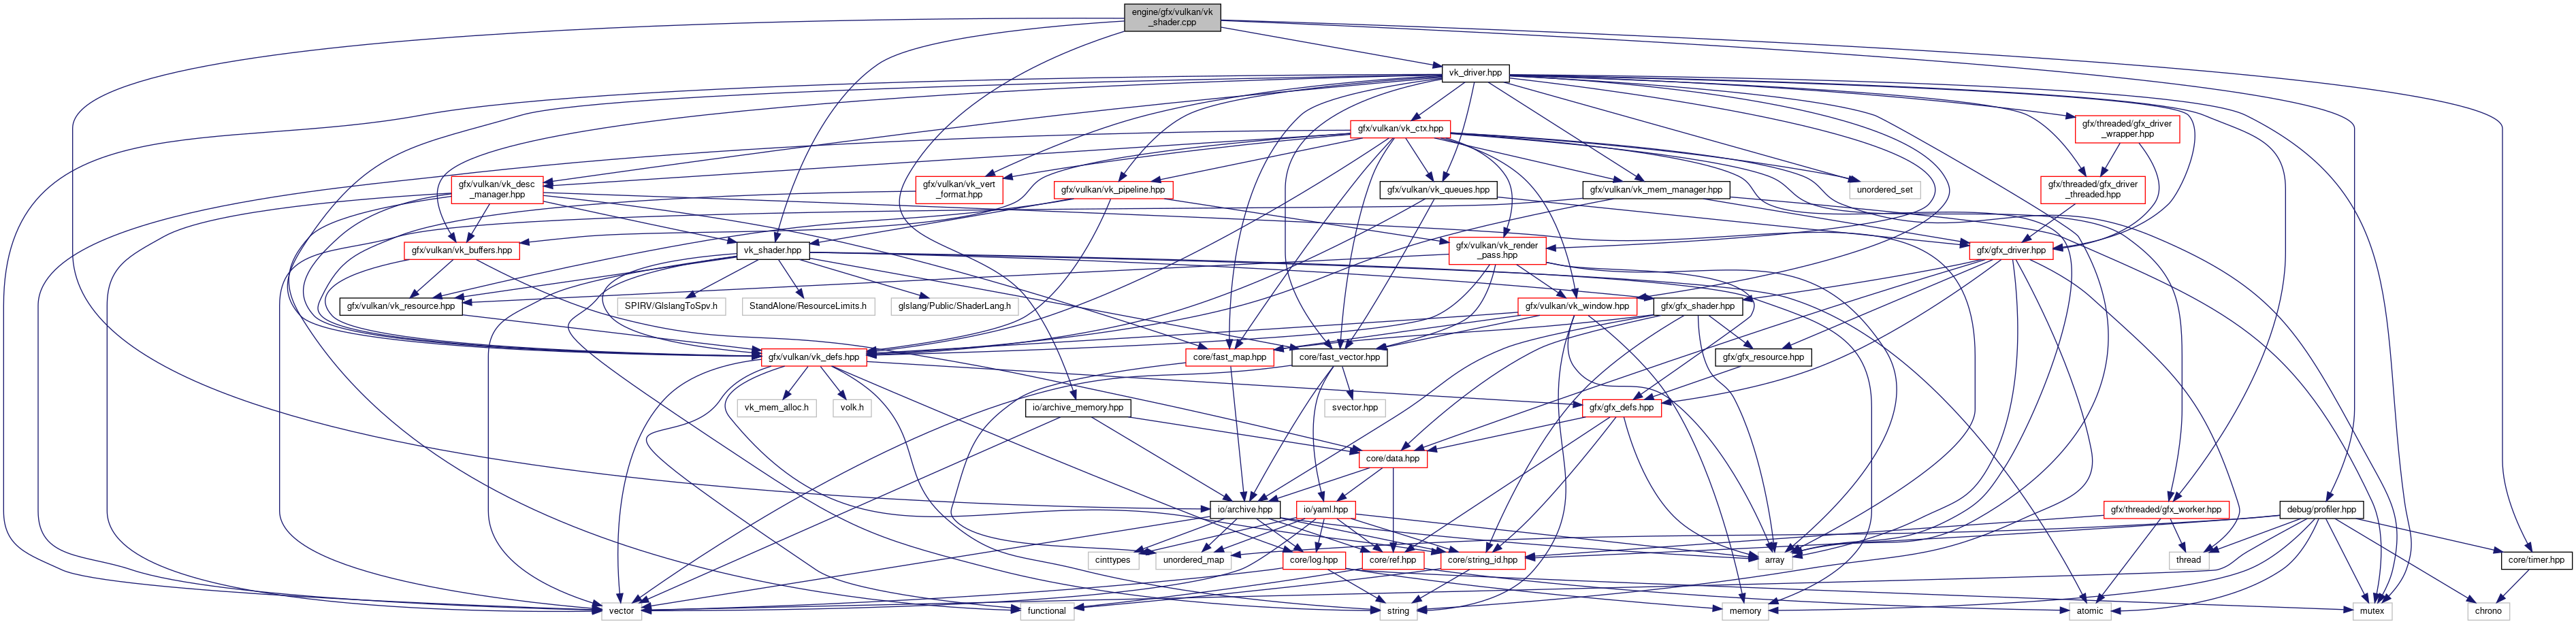 engine/gfx/vulkan/vk
_shader.cpp
vk_driver.hpp
gfx/vulkan/vk_ctx.hpp
gfx/threaded/gfx_driver
_wrapper.hpp
gfx/vulkan/vk_desc
_manager.hpp
gfx/vulkan/vk_vert
_format.hpp
gfx/vulkan/vk_pipeline.hpp
gfx/vulkan/vk_queues.hpp
gfx/vulkan/vk_mem_manager.hpp
unordered_set
gfx/threaded/gfx_driver
_threaded.hpp
gfx/vulkan/vk_buffers.hpp
vk_shader.hpp
gfx/vulkan/vk_render
_pass.hpp
gfx/gfx_driver.hpp
gfx/vulkan/vk_resource.hpp
SPIRV/GlslangToSpv.h
StandAlone/ResourceLimits.h
glslang/Public/ShaderLang.h
gfx/gfx_shader.hpp
gfx/vulkan/vk_window.hpp
gfx/vulkan/vk_defs.hpp
core/fast_map.hpp
core/fast_vector.hpp
gfx/gfx_resource.hpp
vk_mem_alloc.h
volk.h
io/archive_memory.hpp
svector.hpp
gfx/gfx_defs.hpp
core/data.hpp
io/archive.hpp
io/yaml.hpp
gfx/threaded/gfx_worker.hpp
debug/profiler.hpp
cinttypes
unordered_map
core/log.hpp
core/ref.hpp
core/string_id.hpp
array
thread
core/timer.hpp
vector
functional
string
memory
atomic
mutex
chrono